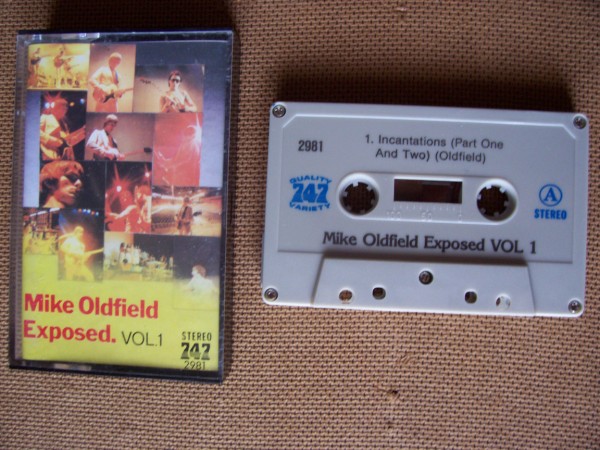 Mike Oldfield
Exposed. VOL.1
STEREO
747
2981
2981
1. Incantations (Part One
And Two) (Oldfield)
QUALITY
747
VARIETY
A
STEREO
Mike Oldfield Exposed VOL 1